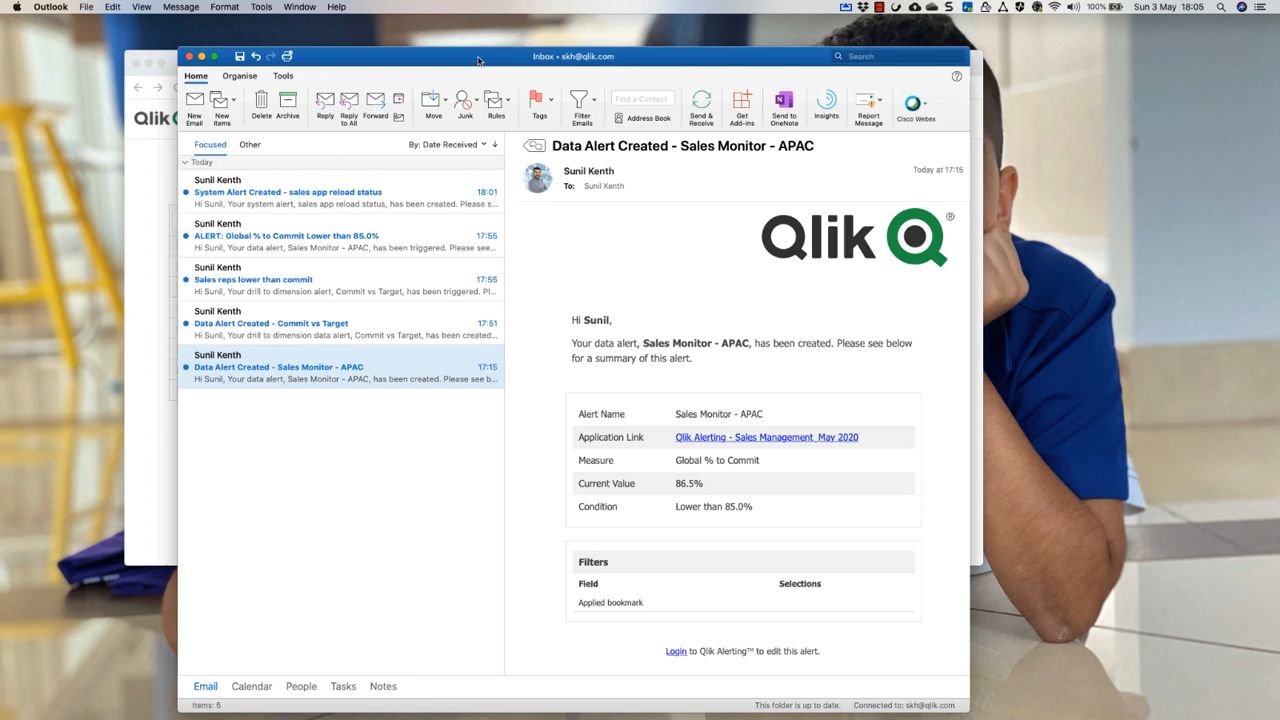 Outlook File Edit View Message Format Tools Window Help
100% Sun 3 May 18:05
Inbox • skh@qlik.com
Search
Home Organise Tools
New Email
New Items
Delete
Archive
Reply
Reply to All
Forward
Move
Junk
Rules
Tags
Filter Emails
Find a Contact
Address Book
Send & Receive
Get Add-ins
Send to OneNote
Insights
Report Message
Cisco Webex
Qlik
Focused Other By: Date Received
Today
Sunil Kenth
System Alert Created - sales app reload status 18:01
Hi Sunil, Your system alert, sales app reload status, has been created. Please s...
Sunil Kenth
ALERT: Global % to Commit Lower than 85.0% 17:55
Hi Sunil, Your data alert, Sales Monitor - APAC, has been triggered. Please see...
Sunil Kenth
Sales reps lower than commit 17:55
Hi Sunil, Your drill to dimension alert, Commit vs Target, has been triggered. Pl...
Sunil Kenth
Data Alert Created - Commit vs Target 17:51
Hi Sunil, Your drill to dimension data alert, Commit vs Target, has been created...
Sunil Kenth
Data Alert Created - Sales Monitor - APAC 17:15
Hi Sunil, Your data alert, Sales Monitor - APAC, has been created. Please see b...
Data Alert Created - Sales Monitor - APAC
Sunil Kenth
Today at 17:15
To: Sunil Kenth
Qlik ®
Hi Sunil,
Your data alert, Sales Monitor - APAC, has been created. Please see below
for a summary of this alert.
Alert Name Sales Monitor - APAC
Application Link Qlik Alerting - Sales Management_May 2020
Measure Global % to Commit
Current Value 86.5%
Condition Lower than 85.0%
Filters
Field Selections
Applied bookmark
Login to Qlik Alerting™ to edit this alert.
Email Calendar People Tasks Notes
Items: 5
This folder is up to date. Connected to: skh@qlik.com